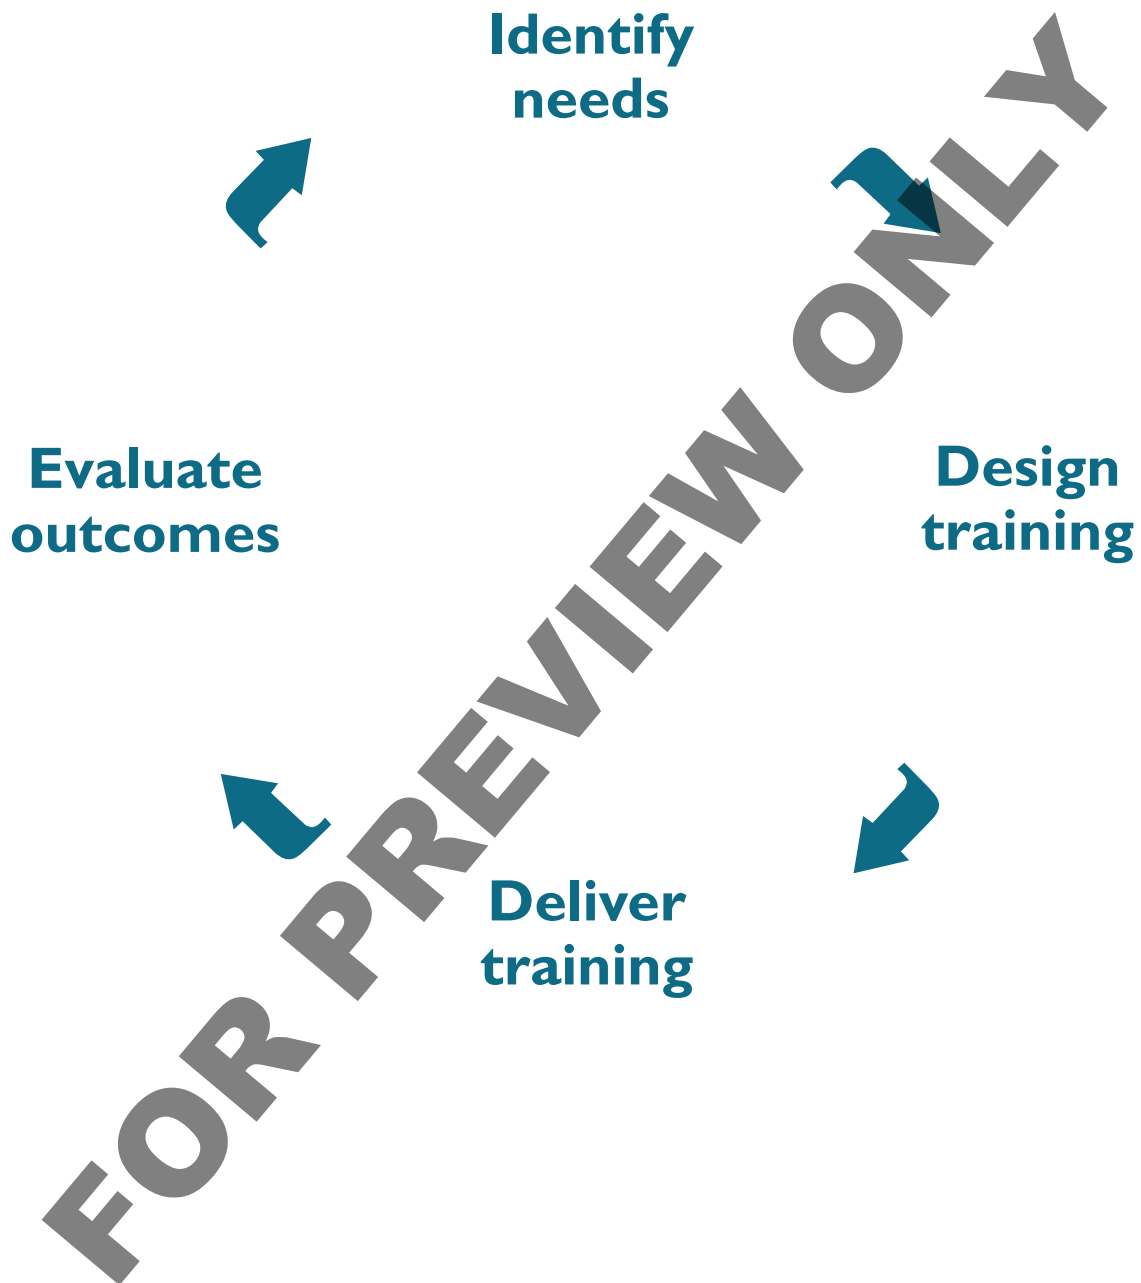 Identify
needs
Evaluate
outcomes
Design
training
Deliver
training
FOR PREVIEW ONLY